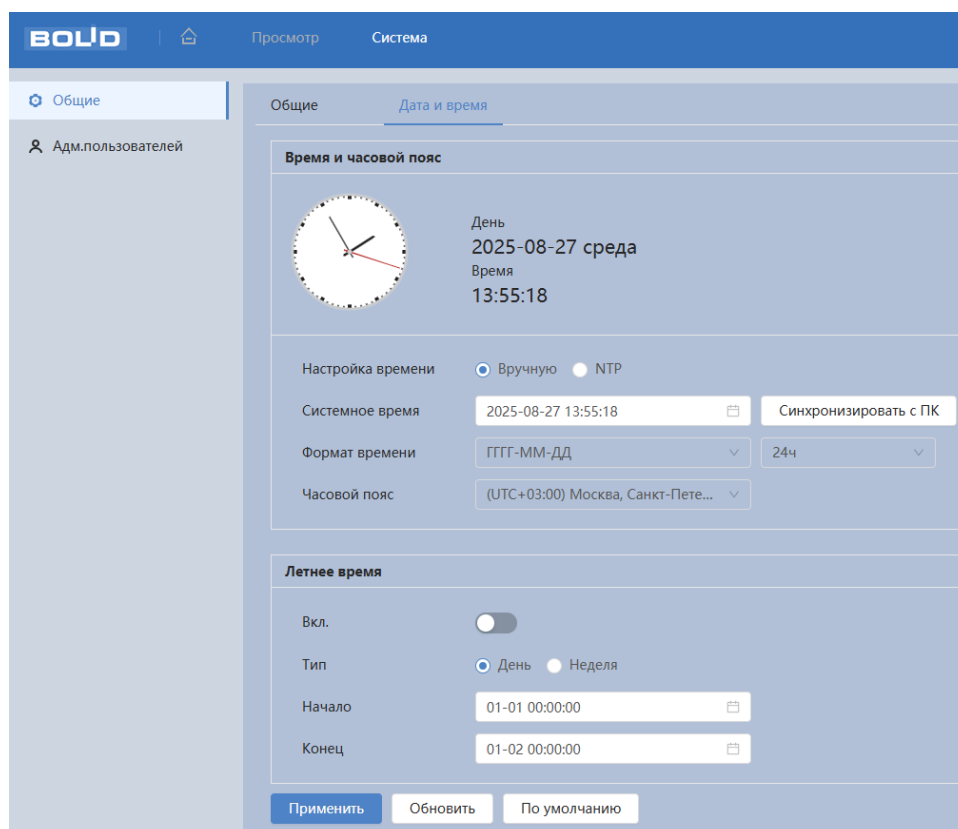 BOLID Просмотр Система
Общие
Адм.пользователей
Общие Дата и время
Время и часовой пояс
День
2025-08-27 среда
Время
13:55:18
Настройка времени Вручную NTP
Системное время 2025-08-27 13:55:18 Синхронизировать с ПК
Формат времени ГГГГ-ММ-ДД 24ч
Часовой пояс (UTC+03:00) Москва, Санкт-Пете...
Летнее время
Вкл.
Тип День Неделя
Начало 01-01 00:00:00
Конец 01-02 00:00:00
Применить Обновить По умолчанию